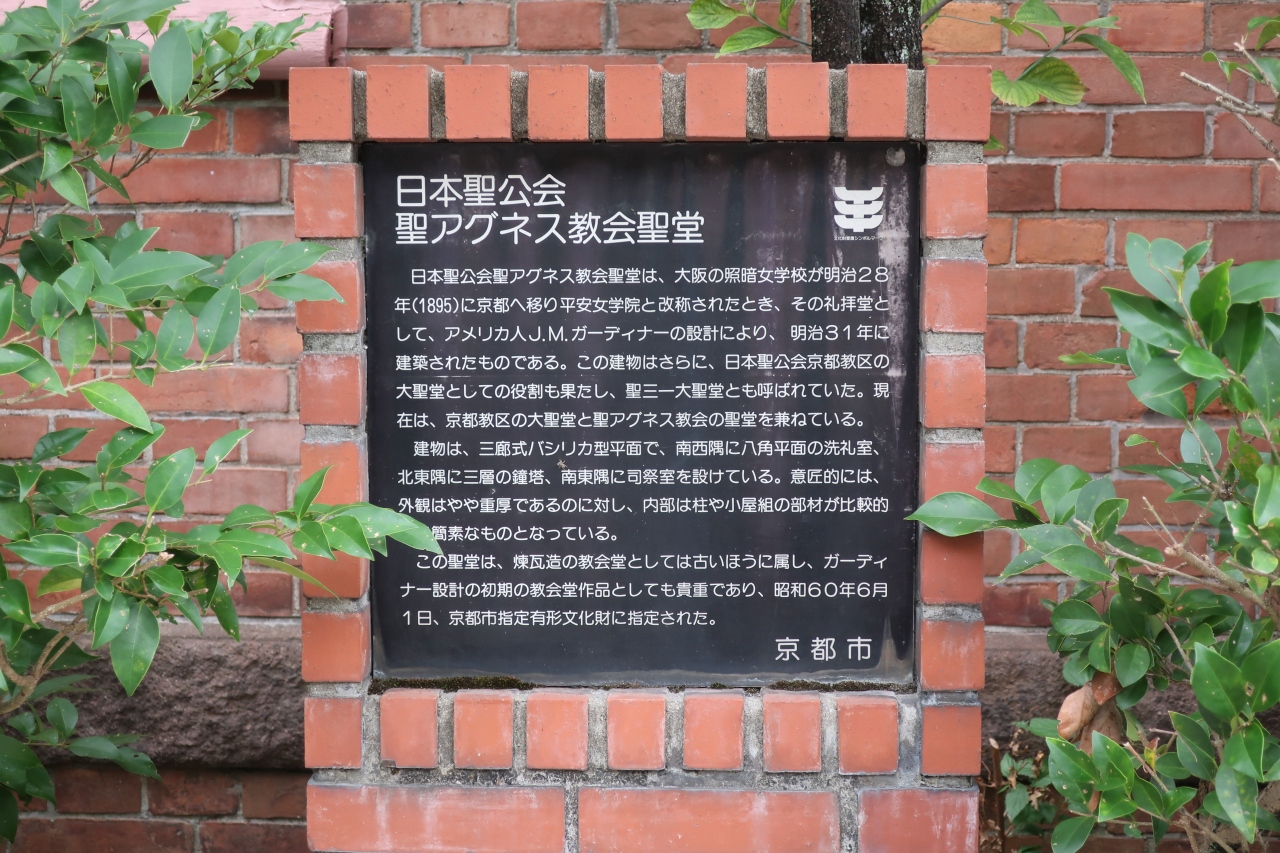 日本聖公会
聖アグネス教会聖堂
文化財愛護シンボルマーク
日本聖公会聖アグネス教会聖堂は、大阪の照暗女学校が明治28
年(1895)に京都へ移り平安女学院と改称されたとき、その礼拝堂と
して、アメリカ人J.M.ガーディナーの設計により、明治31年に
建築されたものである。この建物はさらに、日本聖公会京都教区の
大聖堂としての役割も果たし、聖三一大聖堂とも呼ばれていた。現
在は、京都教区の大聖堂と聖アグネス教会の聖堂を兼ねている。
建物は、三廊式バシリカ型平面で、南西隅に八角平面の洗礼室、
北東隅に三層の鐘塔、南東隅に司祭室を設けている。意匠的には、
外観はやや重厚であるのに対し、内部は柱や小屋組の部材が比較的
簡素なものとなっている。
この聖堂は、煉瓦造の教会堂としては古いほうに属し、ガーディ
ナー設計の初期の教会堂作品としても貴重であり、昭和60年6月
1日、京都市指定有形文化財に指定された。
京都市